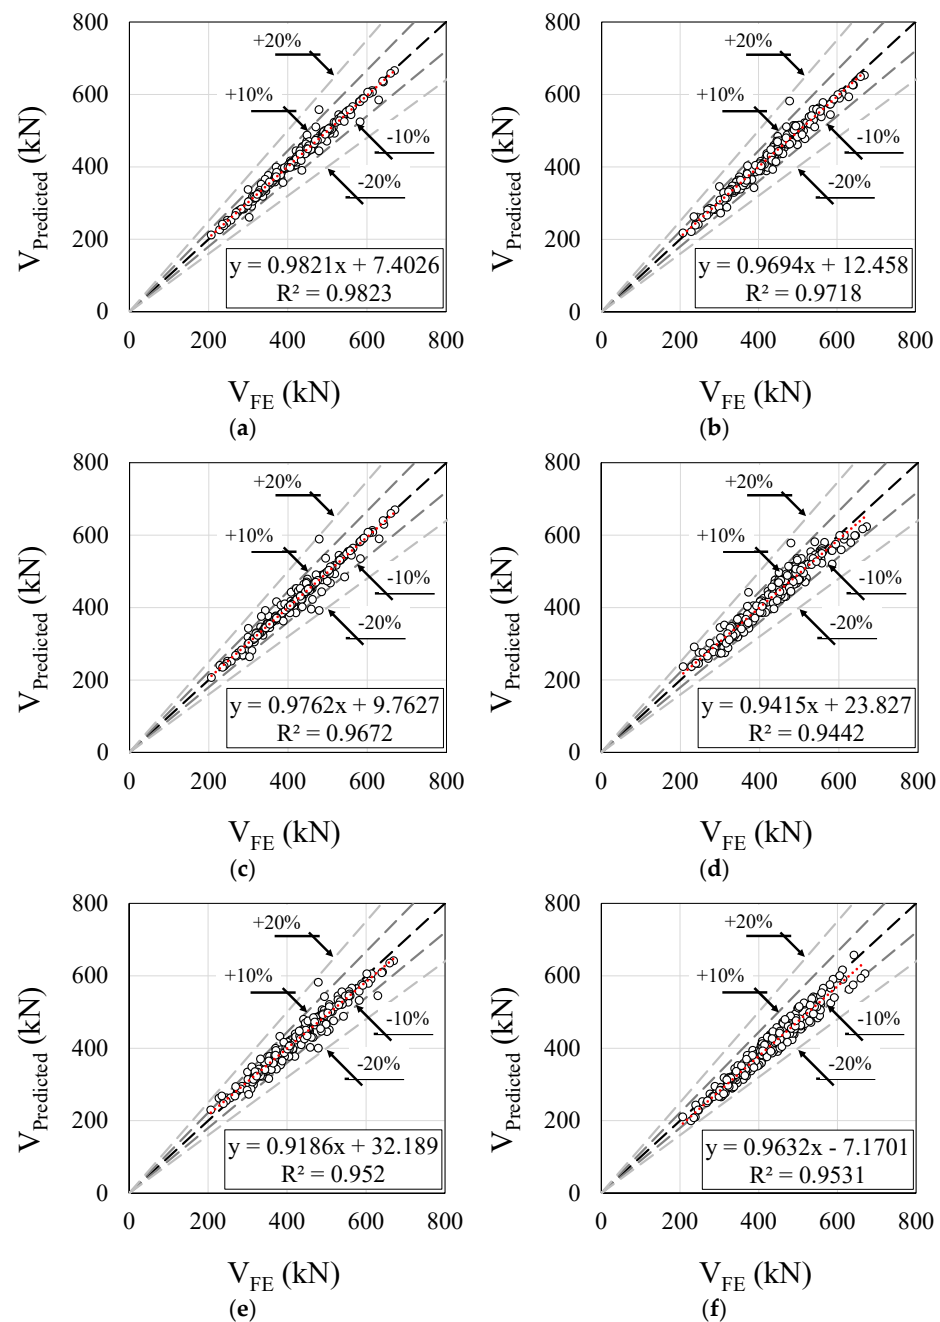 800
600
400
200
0
V_Predicted (kN)
+20%
+10%
-10%
-20%
y = 0.9821x + 7.4026
R² = 0.9823
0 200 400 600 800
V_FE (kN)
(a)
800
600
400
200
0
V_Predicted (kN)
+20%
+10%
-10%
-20%
y = 0.9694x + 12.458
R² = 0.9718
0 200 400 600 800
V_FE (kN)
(b)
800
600
400
200
0
V_Predicted (kN)
+20%
+10%
-10%
-20%
y = 0.9762x + 9.7627
R² = 0.9672
0 200 400 600 800
V_FE (kN)
(c)
800
600
400
200
0
V_Predicted (kN)
+20%
+10%
-10%
-20%
y = 0.9415x + 23.827
R² = 0.9442
0 200 400 600 800
V_FE (kN)
(d)
800
600
400
200
0
V_Predicted (kN)
+20%
+10%
-10%
-20%
y = 0.9186x + 32.189
R² = 0.952
0 200 400 600 800
V_FE (kN)
(e)
800
600
400
200
0
V_Predicted (kN)
+20%
+10%
-10%
-20%
y = 0.9632x - 7.1701
R² = 0.9531
0 200 400 600 800
V_FE (kN)
(f)